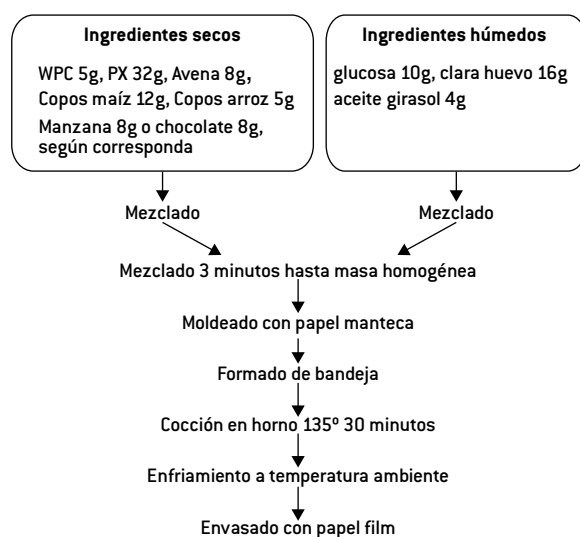 Ingredientes secos
WPC 5g, PX 32g, Avena 8g,
Copos maíz 12g, Copos arroz 5g
Manzana 8g o chocolate 8g,
según corresponda
Ingredientes húmedos
glucosa 10g, clara huevo 16g
aceite girasol 4g
Mezclado
Mezclado
Mezclado 3 minutos hasta masa homogénea
Moldeado con papel manteca
Formado de bandeja
Cocción en horno 135º 30 minutos
Enfriamiento a temperatura ambiente
Envasado con papel film